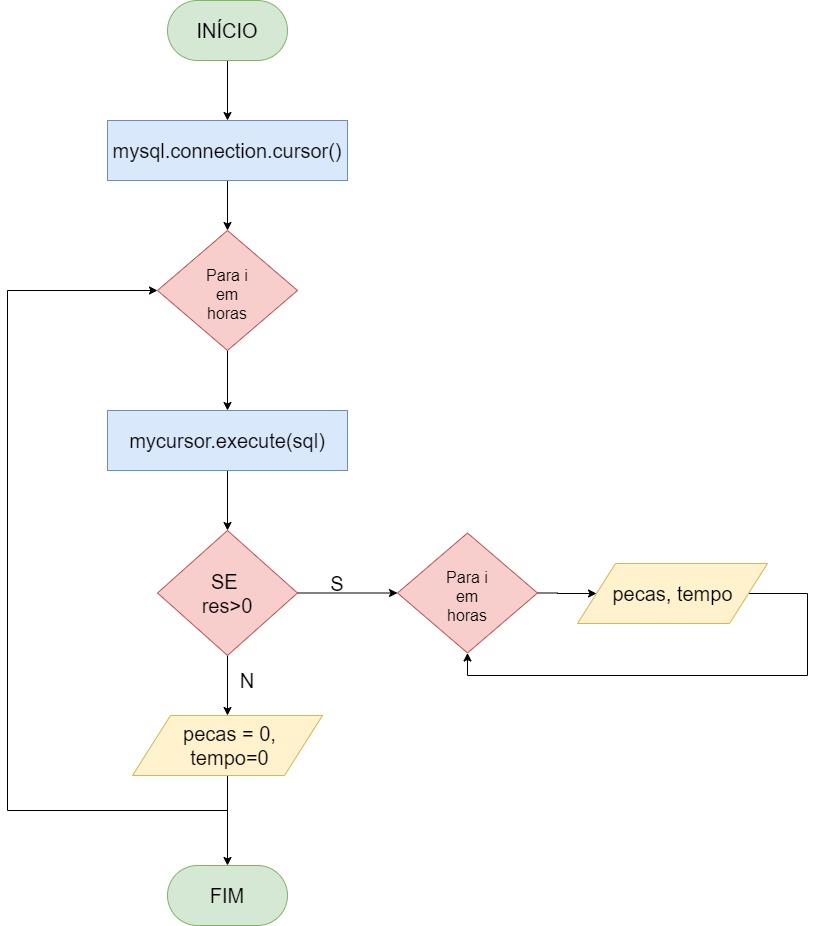 INÍCIO
mysql.connection.cursor()
Para i
em
horas
mycursor.execute(sql)
SE
res>0
S
Para i
em
horas
pecas, tempo
N
pecas = 0,
tempo=0
FIM